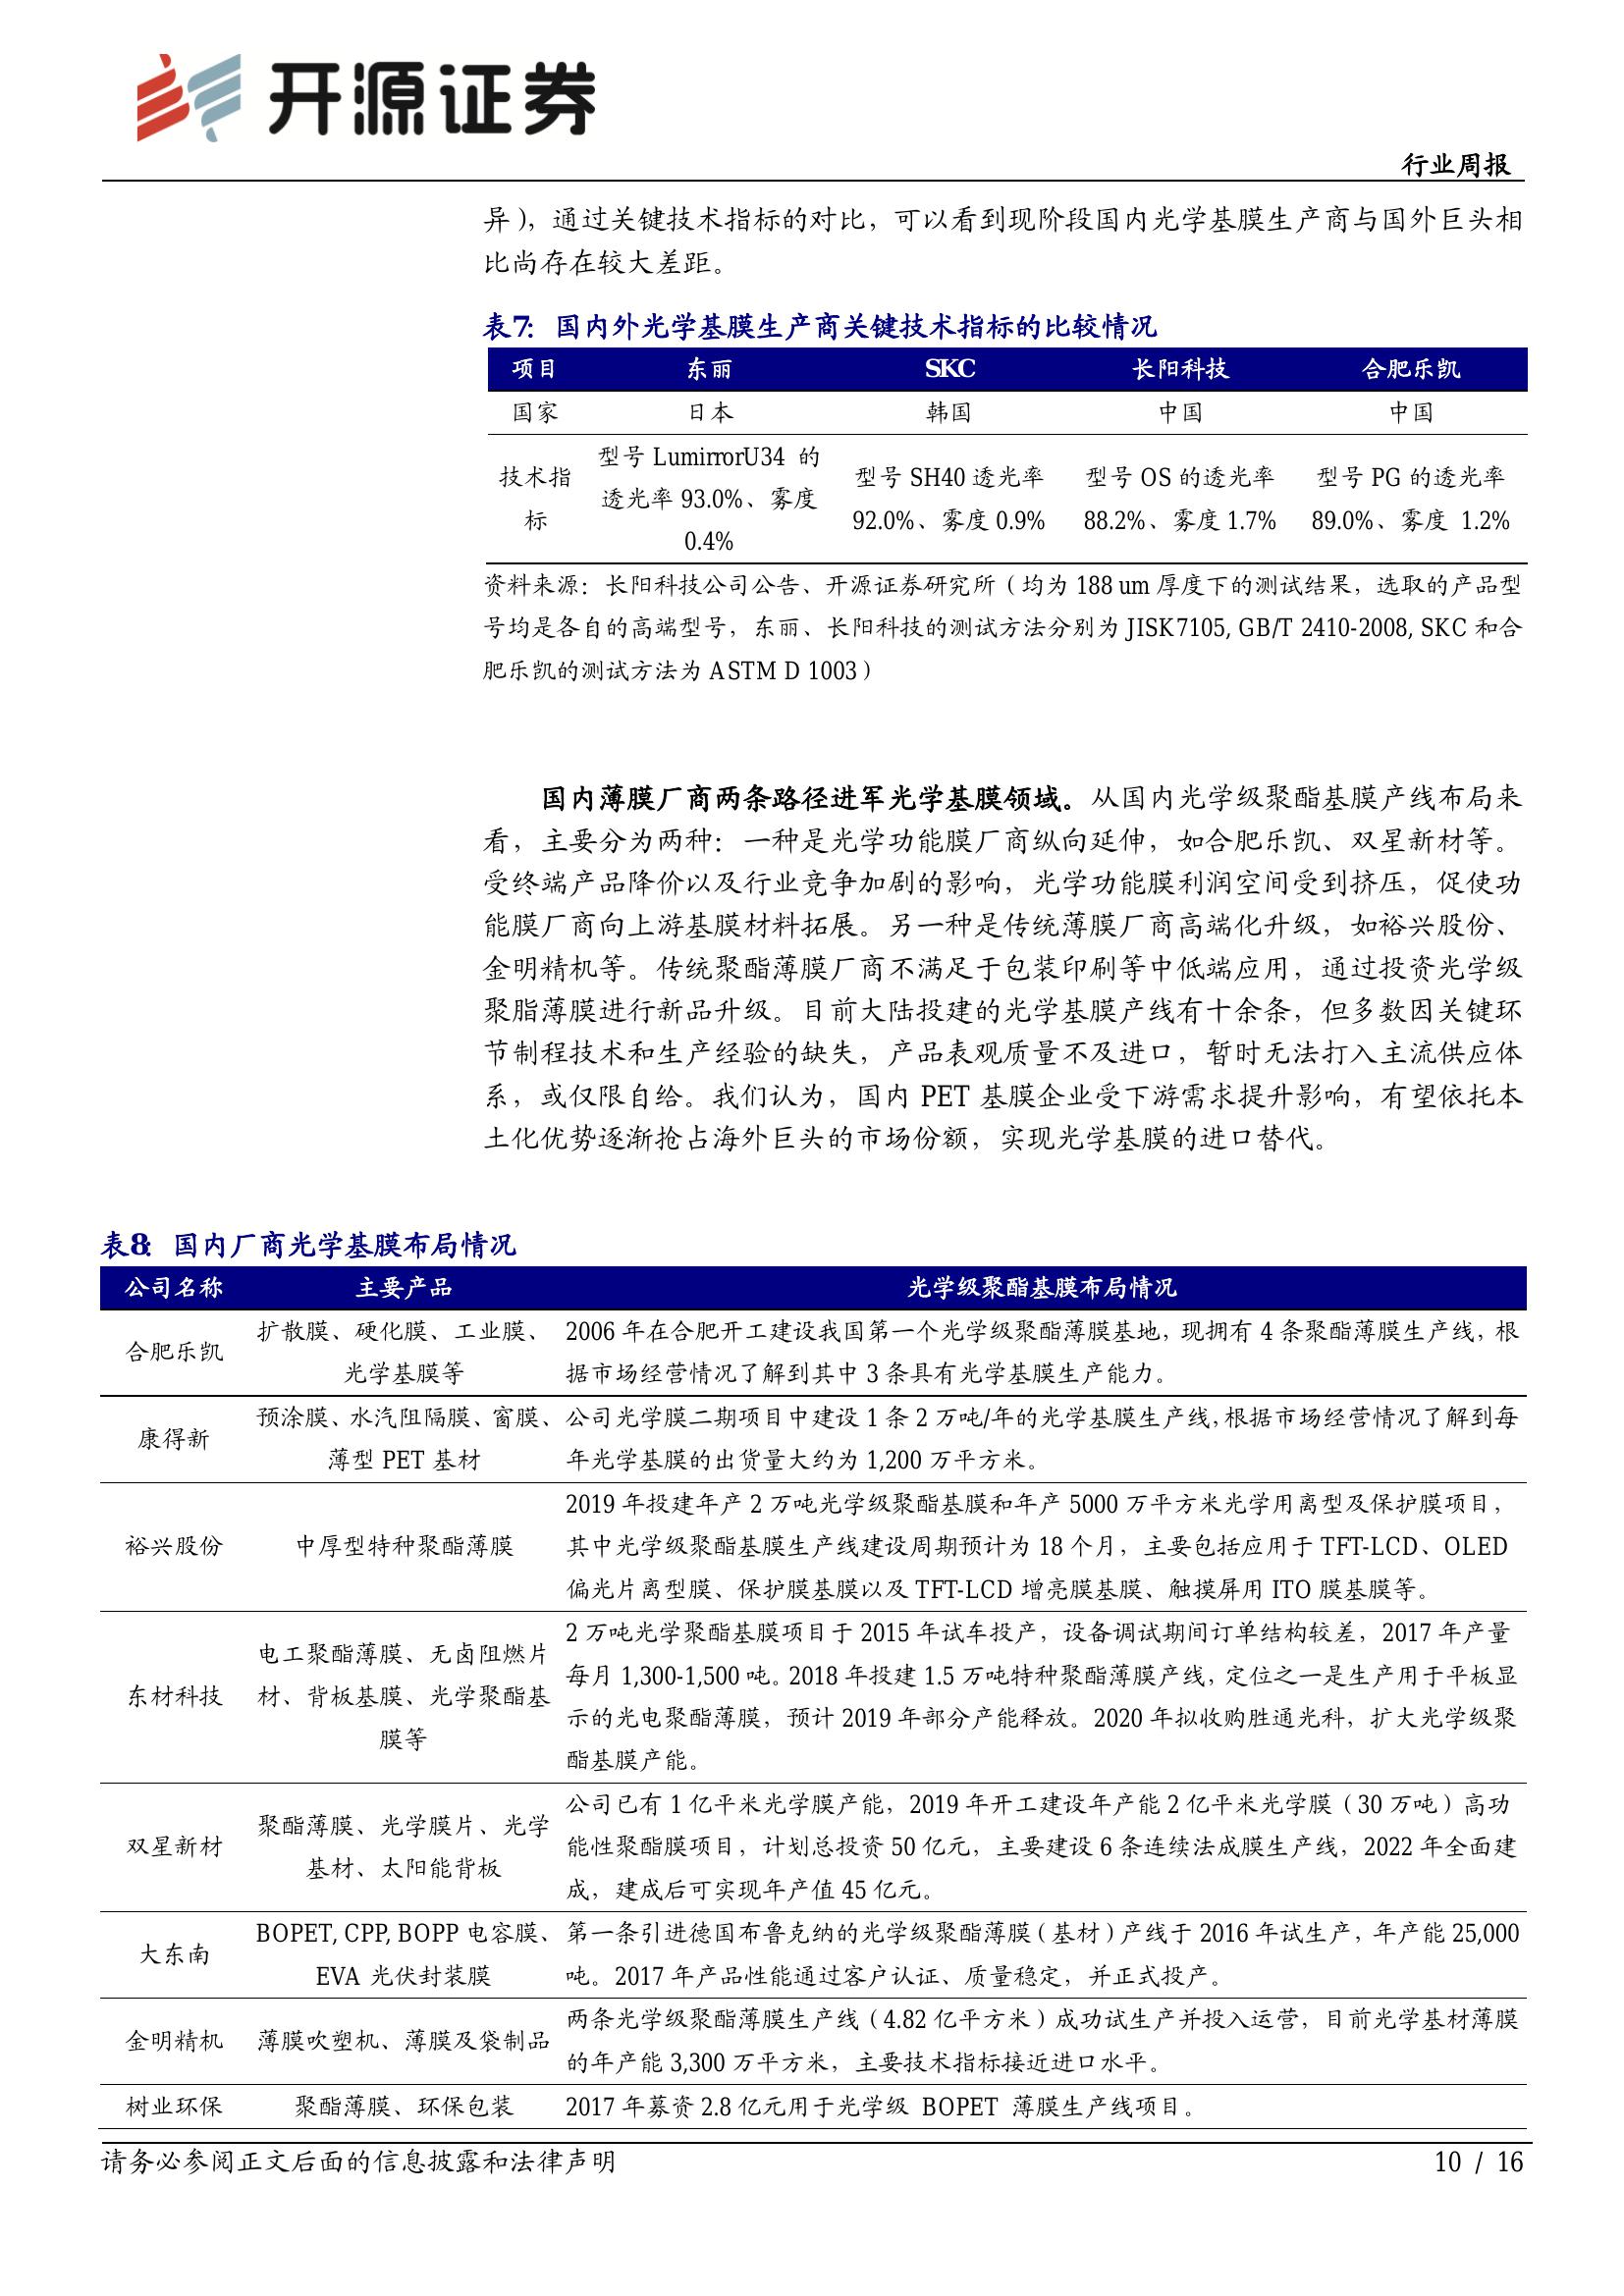 开源证券
行业周报
异），通过关键技术指标的对比，可以看到现阶段国内光学基膜生产商与国外巨头相
比尚存在较大差距。
表7：国内外光学基膜生产商关键技术指标的比较情况
项目 东丽 SKC 长阳科技 合肥乐凯
国家 日本 韩国 中国 中国
技术指
标
型号 LumirrorU34 的
透光率 93.0%、雾度
0.4%
型号 SH40 透光率
92.0%、雾度 0.9%
型号 OS 的透光率
88.2%、雾度 1.7%
型号 PG 的透光率
89.0%、雾度 1.2%
资料来源：长阳科技公司公告、开源证券研究所（均为 188 um 厚度下的测试结果，选取的产品型
号均是各自的高端型号，东丽、长阳科技的测试方法分别为 JISK7105, GB/T 2410-2008, SKC 和合
肥乐凯的测试方法为 ASTM D 1003）
国内薄膜厂商两条路径进军光学基膜领域。从国内光学级聚酯基膜产线布局来
看，主要分为两种：一种是光学功能膜厂商纵向延伸，如合肥乐凯、双星新材等。
受终端产品降价以及行业竞争加剧的影响，光学功能膜利润空间受到挤压，促使功
能膜厂商向上游基膜材料拓展。另一种是传统薄膜厂商高端化升级，如裕兴股份、
金明精机等。传统聚酯薄膜厂商不满足于包装印刷等中低端应用，通过投资光学级
聚脂薄膜进行新品升级。目前大陆投建的光学基膜产线有十余条，但多数因关键环
节制程技术和生产经验的缺失，产品表观质量不及进口，暂时无法打入主流供应体
系，或仅限自给。我们认为，国内 PET 基膜企业受下游需求提升影响，有望依托本
土化优势逐渐抢占海外巨头的市场份额，实现光学基膜的进口替代。
表8：国内厂商光学基膜布局情况
公司名称 主要产品 光学级聚酯基膜布局情况
合肥乐凯
扩散膜、硬化膜、工业膜、
光学基膜等
2006 年在合肥开工建设我国第一个光学级聚酯薄膜基地，现拥有 4 条聚酯薄膜生产线，根
据市场经营情况了解到其中 3 条具有光学基膜生产能力。
康得新
预涂膜、水汽阻隔膜、窗膜、
薄型 PET 基材
公司光学膜二期项目中建设 1 条 2 万吨/年的光学基膜生产线，根据市场经营情况了解到每
年光学基膜的出货量大约为 1,200 万平方米。
裕兴股份
中厚型特种聚酯薄膜
2019 年投建年产 2 万吨光学级聚酯基膜和年产 5000 万平方米光学用离型及保护膜项目，
其中光学级聚酯基膜生产线建设周期预计为 18 个月，主要包括应用于 TFT-LCD、OLED
偏光片离型膜、保护膜基膜以及 TFT-LCD 增亮膜基膜、触摸屏用 ITO 膜基膜等。
东材科技
电工聚酯薄膜、无卤阻燃片
材、背板基膜、光学聚酯基
膜等
2 万吨光学聚酯基膜项目于 2015 年试车投产，设备调试期间订单结构较差，2017 年产量
每月 1,300-1,500 吨。2018 年投建 1.5 万吨特种聚酯薄膜产线，定位之一是生产用于平板显
示的光电聚酯薄膜，预计 2019 年部分产能释放。2020 年拟收购胜通光科，扩大光学级聚
酯基膜产能。
双星新材
聚酯薄膜、光学膜片、光学
基材、太阳能背板
公司已有 1 亿平米光学膜产能，2019 年开工建设年产能 2 亿平米光学膜（30 万吨）高功
能性聚酯膜项目，计划总投资 50 亿元，主要建设 6 条连续法成膜生产线，2022 年全面建
成，建成后可实现年产值 45 亿元。
大东南
BOPET, CPP, BOPP 电容膜、
EVA 光伏封装膜
第一条引进德国布鲁克纳的光学级聚酯薄膜（基材）产线于 2016 年试生产，年产能 25,000
吨。2017 年产品性能通过客户认证、质量稳定，并正式投产。
金明精机
薄膜吹塑机、薄膜及袋制品
两条光学级聚酯薄膜生产线（4.82 亿平方米）成功试生产并投入运营，目前光学基材薄膜
的年产能 3,300 万平方米，主要技术指标接近进口水平。
树业环保 聚酯薄膜、环保包装 2017 年募资 2.8 亿元用于光学级 BOPET 薄膜生产线项目。
请务必参阅正文后面的信息披露和法律声明
10 / 16